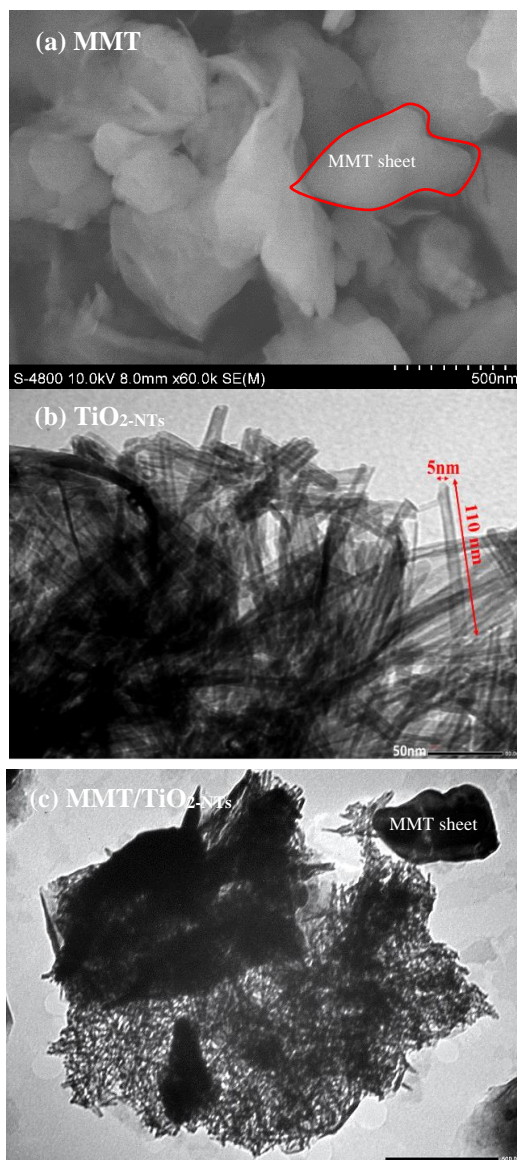 (a) MMT
MMT sheet
S-4800 10.0kV 8.0mm x60.0k SE(M)
500nm
(b) TiO2-NTs
5nm
110 nm
50nm
(c) MMT/TiO2-NTs
MMT sheet